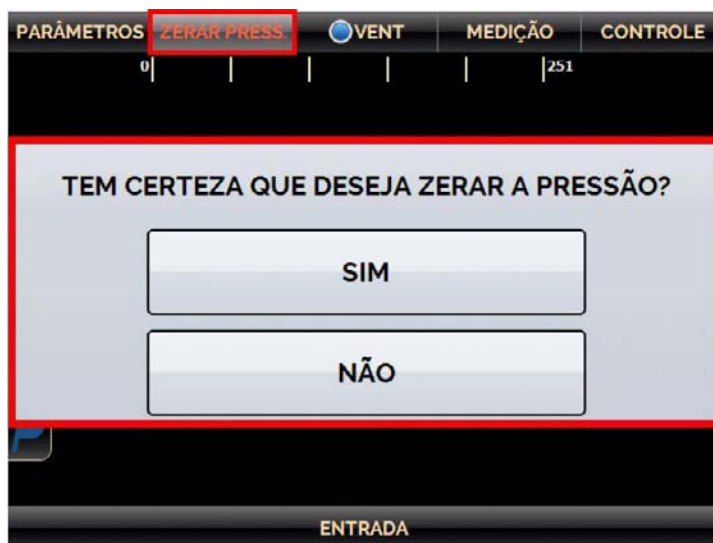 PARÂMETROS ZERAR PRESS. VENT MEDIÇÃO CONTROLE
0 251
TEM CERTEZA QUE DESEJA ZERAR A PRESSÃO?
SIM
NÃO
P
ENTRADA